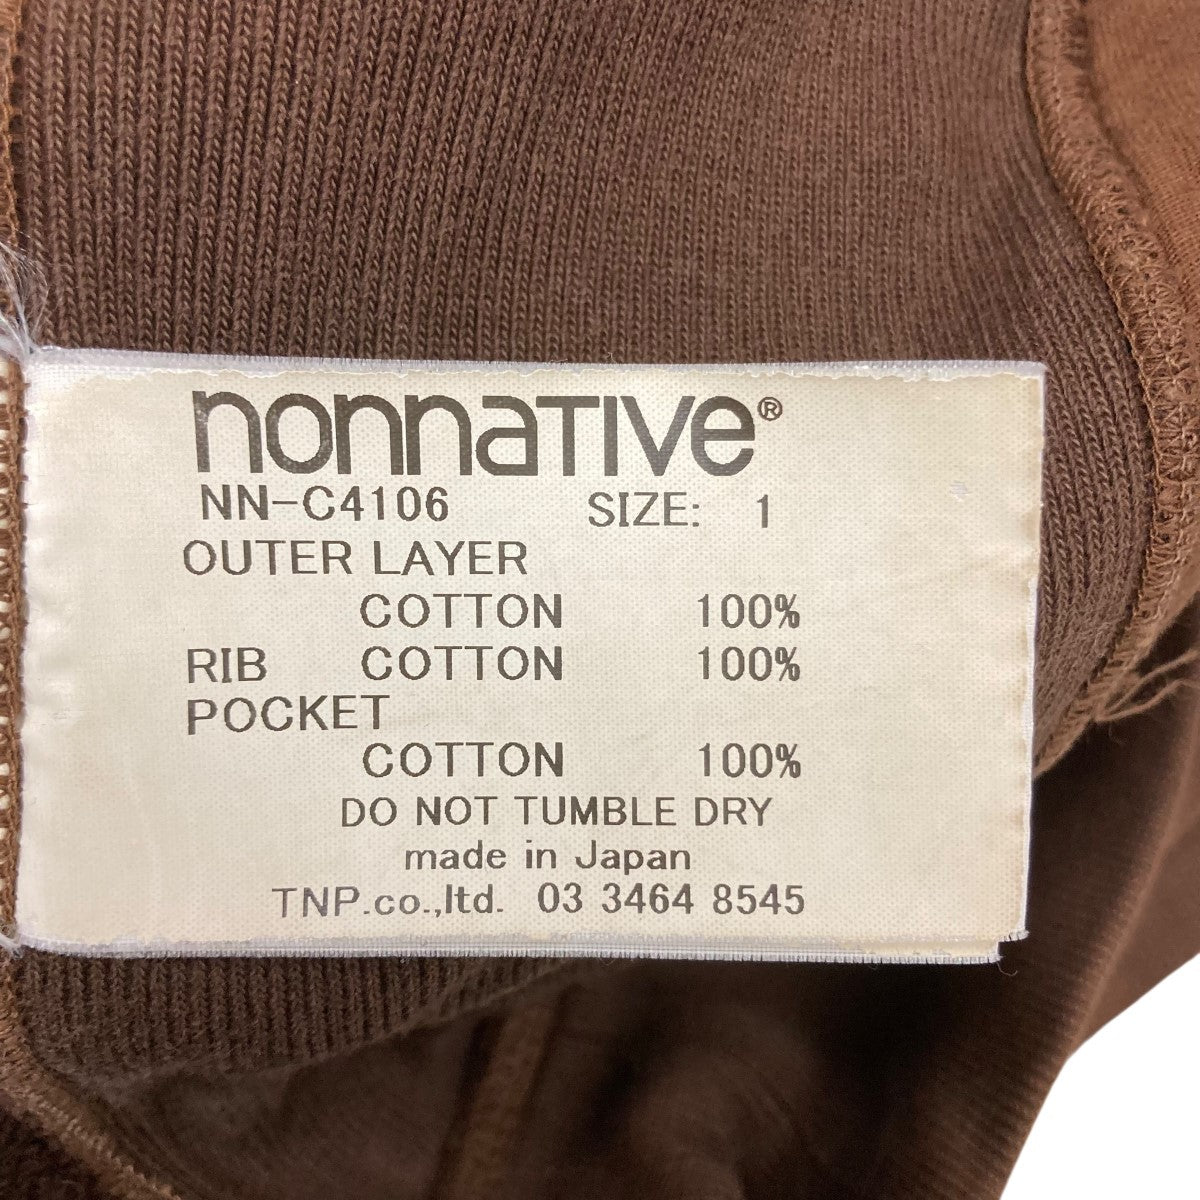 nonnaTIVe®
NN-C4106 SIZE: 1
OUTER LAYER
COTTON 100%
RIB COTTON 100%
POCKET
COTTON 100%
DO NOT TUMBLE DRY
made in Japan
TNP.co.,ltd. 03 3464 8545